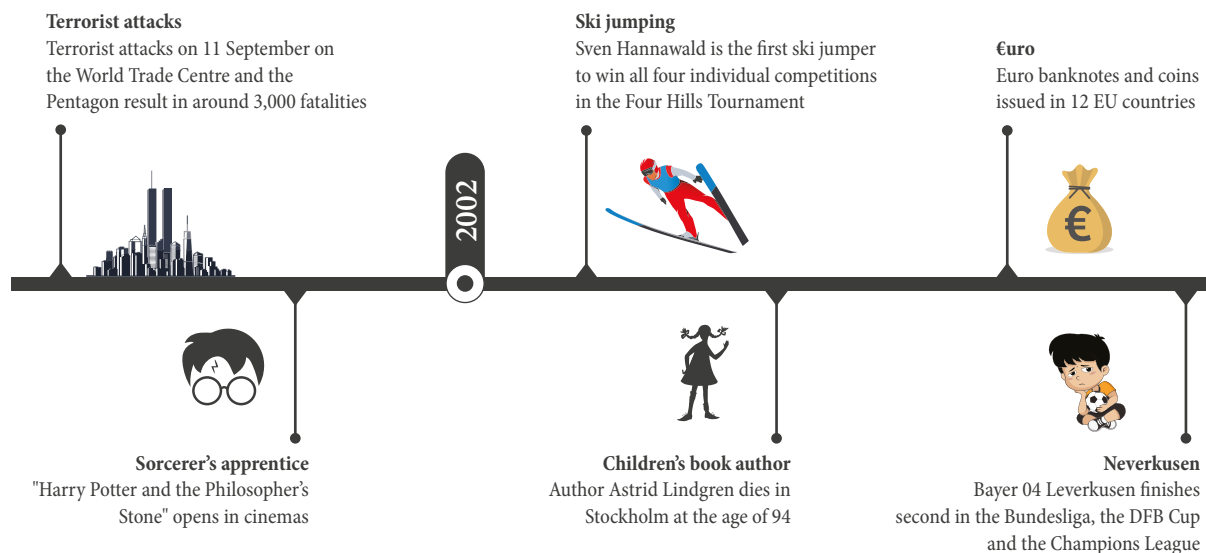 Terrorist attacks
Terrorist attacks on 11 September on
the World Trade Centre and the
Pentagon result in around 3,000 fatalities
Sorcerer’s apprentice
"Harry Potter and the Philosopher’s
Stone" opens in cinemas
2002
Ski jumping
Sven Hannawald is the first ski jumper
to win all four individual competitions
in the Four Hills Tournament
Children’s book author
Author Astrid Lindgren dies in
Stockholm at the age of 94
€uro
Euro banknotes and coins
issued in 12 EU countries
€
Neverkusen
Bayer 04 Leverkusen finishes
second in the Bundesliga, the DFB Cup
and the Champions League